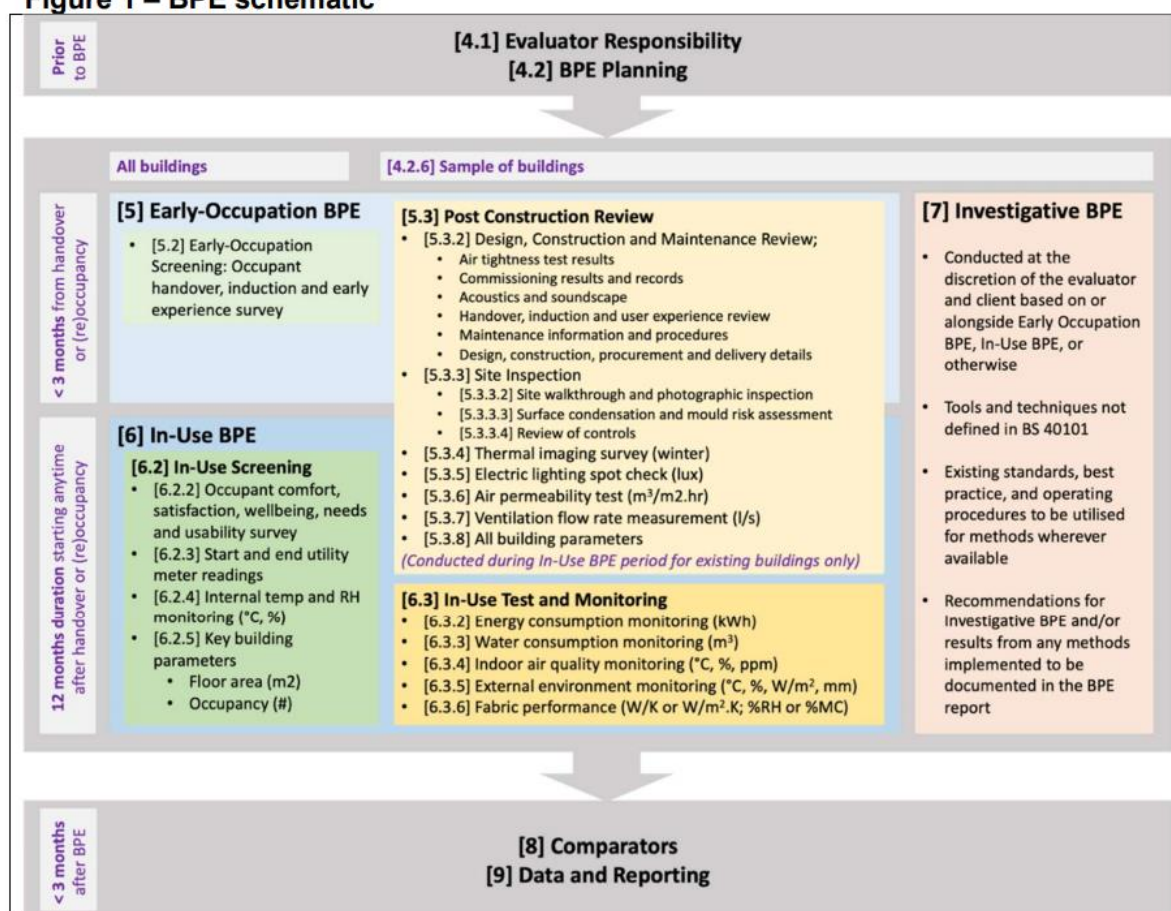 Figure 1 – BPE schematic
Prior
to BPE
[4.1] Evaluator Responsibility
[4.2] BPE Planning
All buildings
[4.2.6] Sample of buildings
< 3 months from handover
or (re)occupancy
[5] Early-Occupation BPE
• [5.2] Early-Occupation
Screening: Occupant
handover, induction and early
experience survey
[5.3] Post Construction Review
• [5.3.2] Design, Construction and Maintenance Review;
• Air tightness test results
• Commissioning results and records
• Acoustics and soundscape
• Handover, induction and user experience review
• Maintenance information and procedures
• Design, construction, procurement and delivery details
• [5.3.3] Site Inspection
• [5.3.3.2] Site walkthrough and photographic inspection
• [5.3.3.3] Surface condensation and mould risk assessment
• [5.3.3.4] Review of controls
• [5.3.4] Thermal imaging survey (winter)
• [5.3.5] Electric lighting spot check (lux)
• [5.3.6] Air permeability test (m³/m2.hr)
• [5.3.7] Ventilation flow rate measurement (l/s)
• [5.3.8] All building parameters
(Conducted during In-Use BPE period for existing buildings only)
[7] Investigative BPE
• Conducted at the
discretion of the evaluator
and client based on or
alongside Early Occupation
BPE, In-Use BPE, or
otherwise
• Tools and techniques not
defined in BS 40101
• Existing standards, best
practice, and operating
procedures to be utilised
for methods wherever
available
• Recommendations for
Investigative BPE and/or
results from any methods
implemented to be
documented in the BPE
report
12 months duration starting anytime
after handover or (re)occupancy
[6] In-Use BPE
[6.2] In-Use Screening
• [6.2.2] Occupant comfort,
satisfaction, wellbeing, needs
and usability survey
• [6.2.3] Start and end utility
meter readings
• [6.2.4] Internal temp and RH
monitoring (°C, %)
• [6.2.5] Key building
parameters
• Floor area (m2)
• Occupancy (#)
[6.3] In-Use Test and Monitoring
• [6.3.2] Energy consumption monitoring (kWh)
• [6.3.3] Water consumption monitoring (m³)
• [6.3.4] Indoor air quality monitoring (°C, %, ppm)
• [6.3.5] External environment monitoring (°C, %, W/m², mm)
• [6.3.6] Fabric performance (W/K or W/m².K; %RH or %MC)
< 3 months
after BPE
[8] Comparators
[9] Data and Reporting